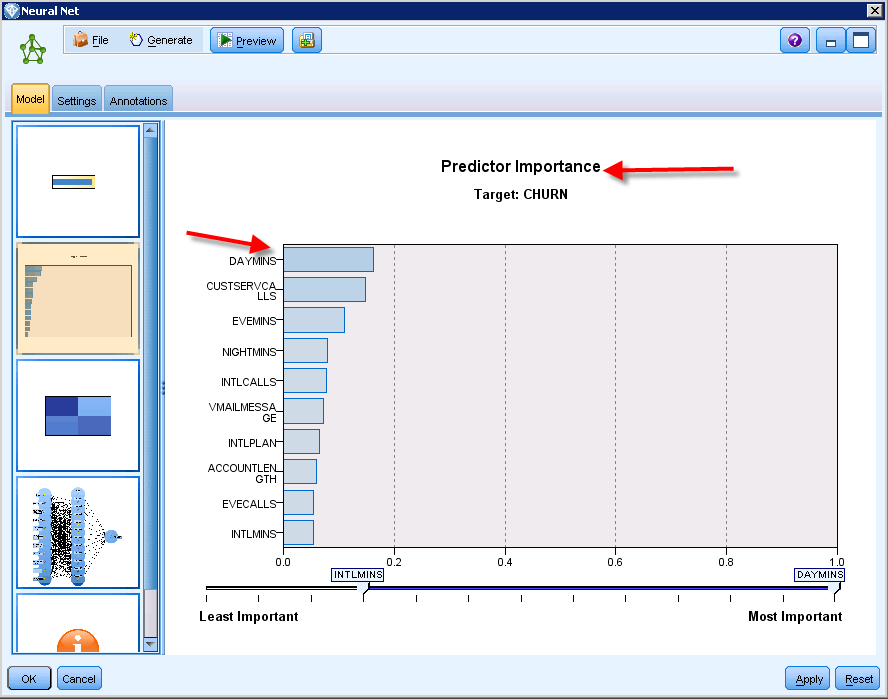 Neural Net
File Generate Preview
Model Settings Annotations
Predictor Importance
Target: CHURN
DAYMINS
CUSTSERVCA
LLS
EVEMINS
NIGHTMINS
INTLCALLS
VMAILMESSA
GE
INTLPLAN
ACCOUNTLEN
GTH
EVECALLS
INTLMINS
0.0 0.2 0.4 0.6 0.8 1.0
INTLMINS DAYMINS
Least Important Most Important
OK Cancel Apply Reset